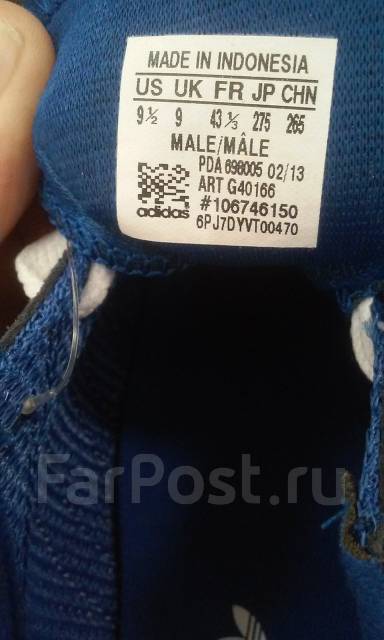 MADE IN INDONESIA
US UK FR JP CHN
9½ 9 43⅓ 275 265
MALE/MÂLE
PDA 698005 02/13
ART G40166
#106746150
adidas 6PJ7DYVT00470
FarPost.ru